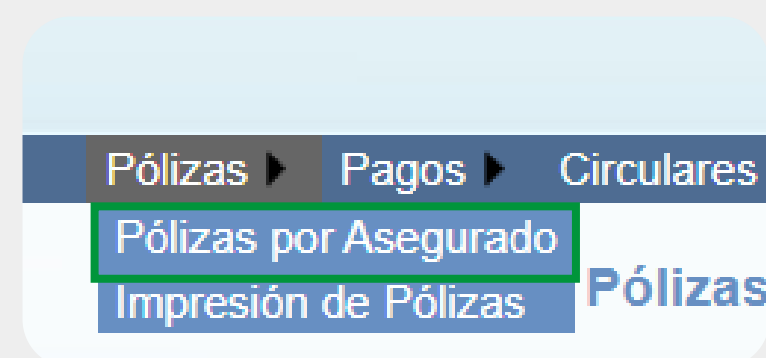 Pólizas Pagos Circulares
Pólizas por Asegurado
Impresión de Pólizas
Pólizas